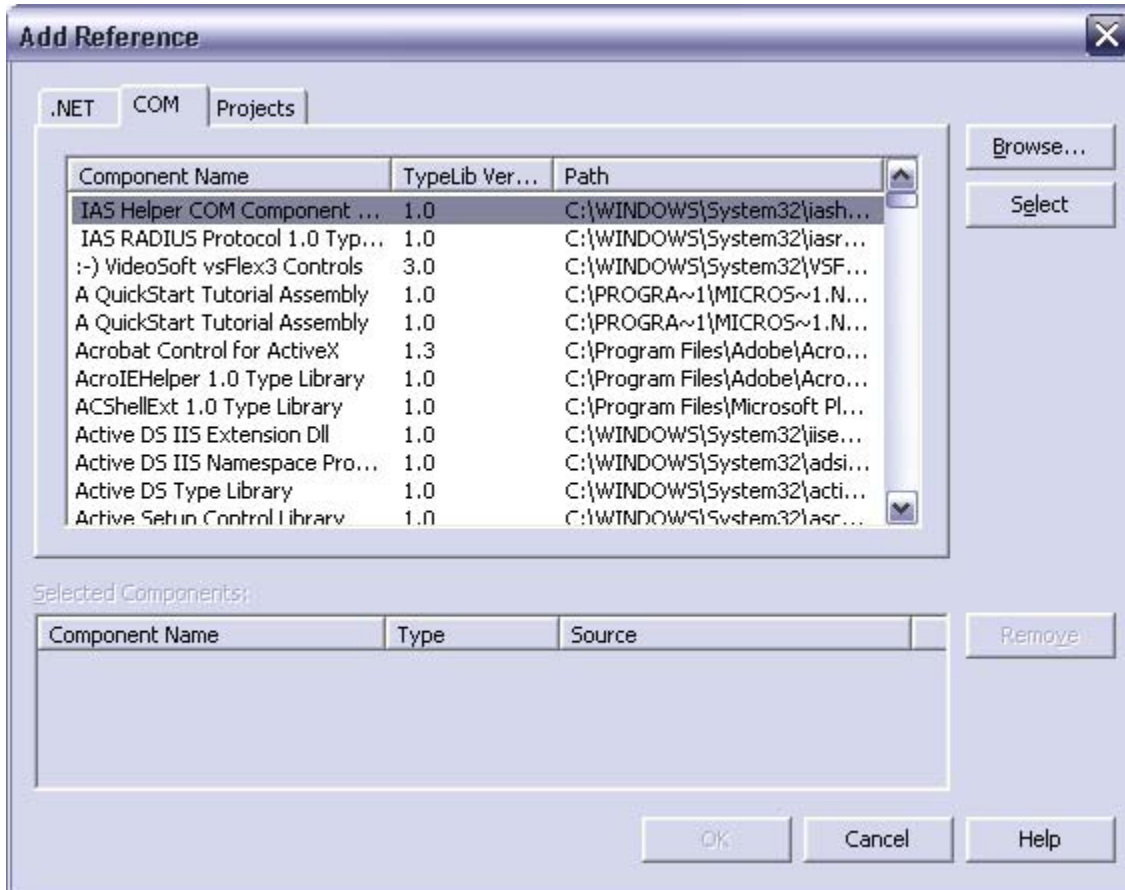 Add Reference
.NET COM Projects
Browse...
Select
Component Name TypeLib Ver... Path
IAS Helper COM Component ... 1.0 C:\WINDOWS\System32\iash...
IAS RADIUS Protocol 1.0 Typ... 1.0 C:\WINDOWS\System32\iasr...
:-) VideoSoft vsFlex3 Controls 3.0 C:\WINDOWS\System32\VSF...
A QuickStart Tutorial Assembly 1.0 C:\PROGRA~1\MICROS~1.N...
A QuickStart Tutorial Assembly 1.0 C:\PROGRA~1\MICROS~1.N...
Acrobat Control for ActiveX 1.3 C:\Program Files\Adobe\Acro...
AcroIEHelper 1.0 Type Library 1.0 C:\Program Files\Adobe\Acro...
ACShellExt 1.0 Type Library 1.0 C:\Program Files\Microsoft Pl...
Active DS IIS Extension Dll 1.0 C:\WINDOWS\System32\iise...
Active DS IIS Namespace Pro... 1.0 C:\WINDOWS\System32\adsi...
Active DS Type Library 1.0 C:\WINDOWS\System32\acti...
Active Setup Control Library 1.0 C:\WINDOWS\System32\asc...
Selected Components:
Component Name Type Source
Remove
OK Cancel Help